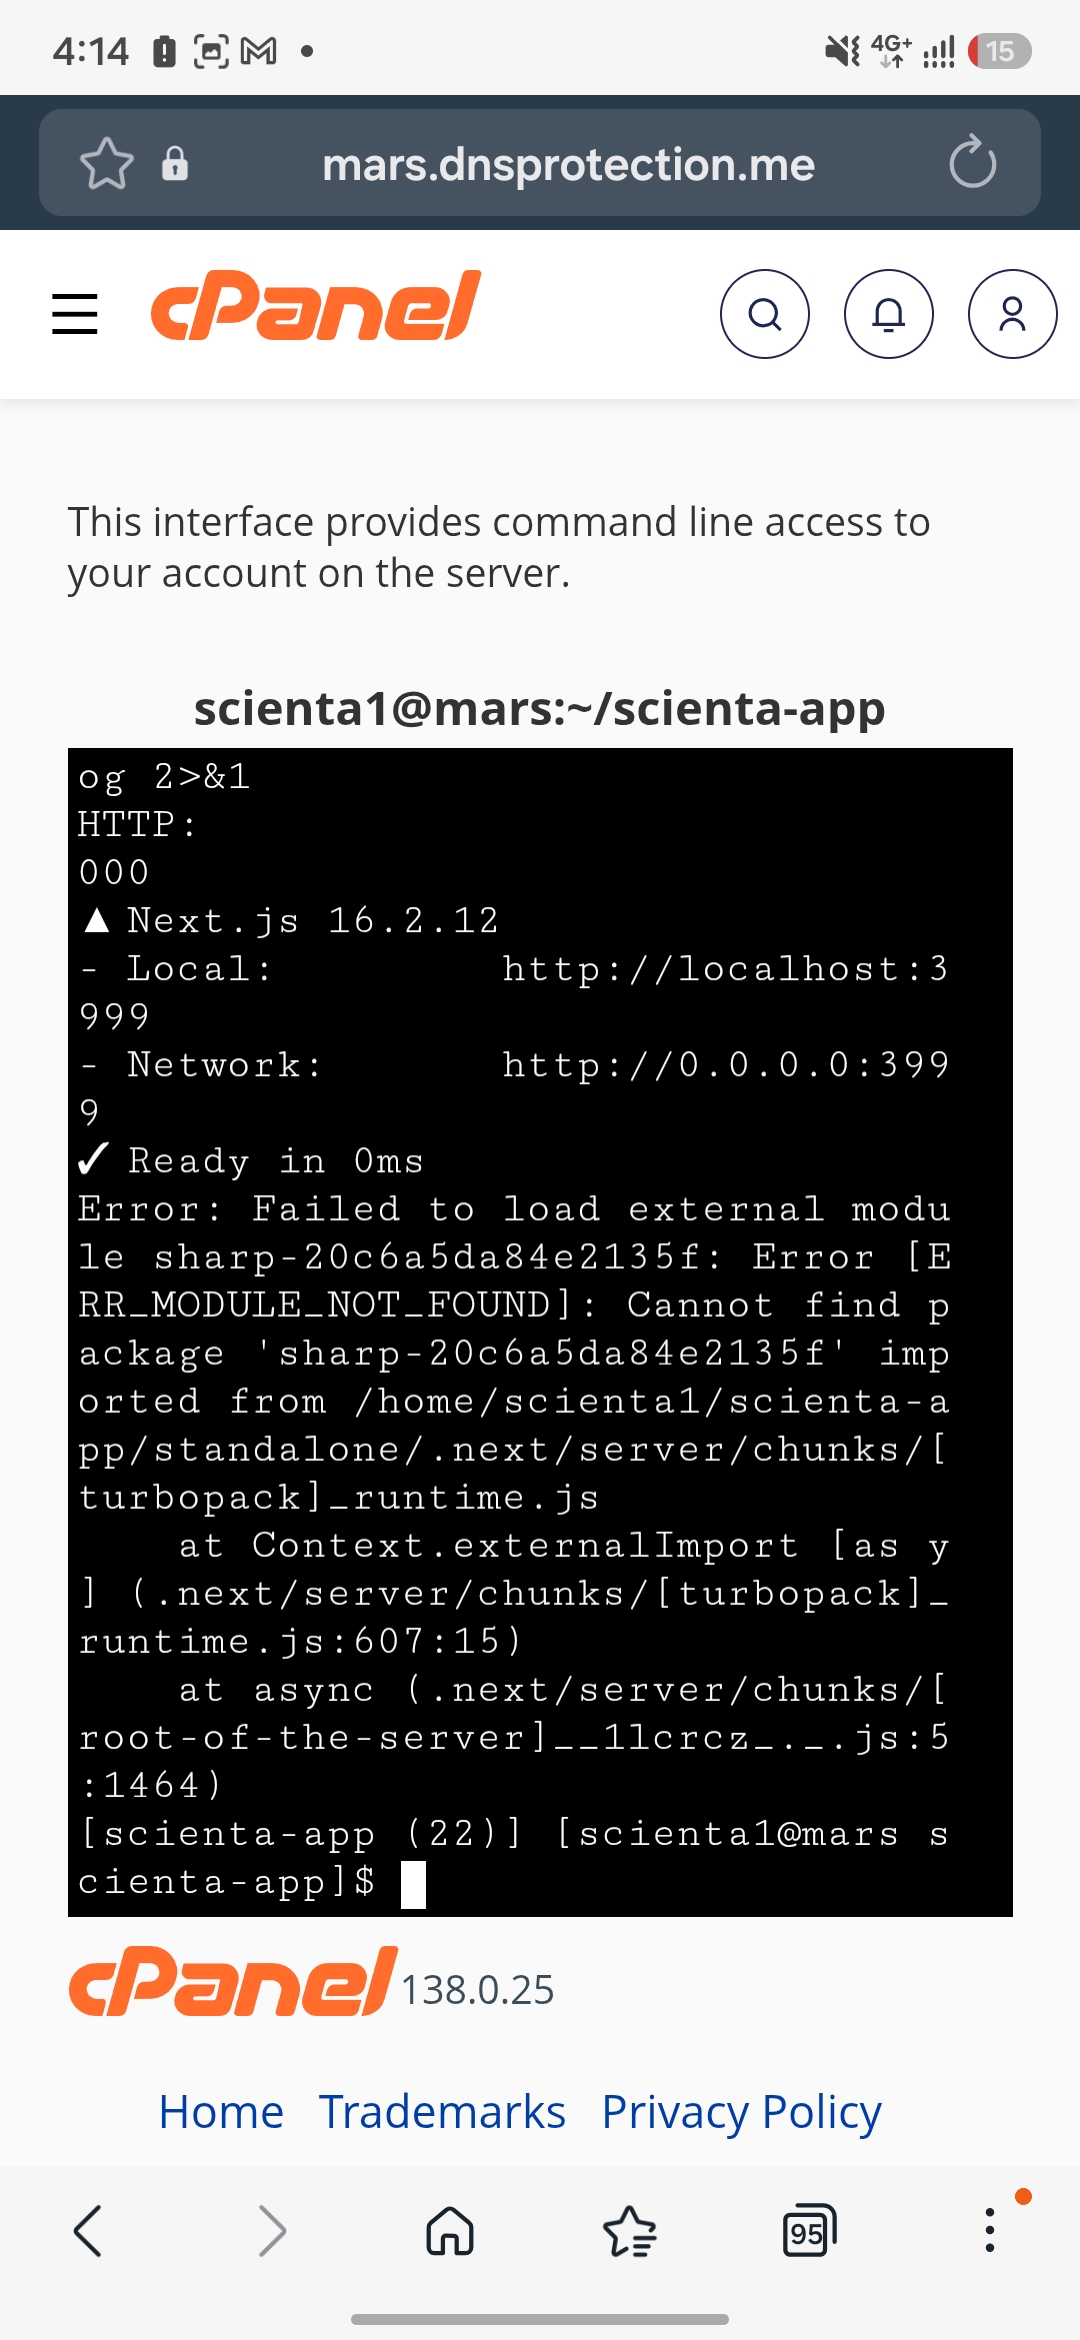 4:14
4G+
15
mars.dnsprotection.me
cPanel
This interface provides command line access to
your account on the server.
scienta1@mars:~/scienta-app
og 2>&1
HTTP:
000
▲ Next.js 16.2.12
- Local:         http://localhost:3
999
- Network:       http://0.0.0.0:399
9
✓ Ready in 0ms
Error: Failed to load external modu
le sharp-20c6a5da84e2135f: Error [E
RR_MODULE_NOT_FOUND]: Cannot find p
ackage 'sharp-20c6a5da84e2135f' imp
orted from /home/scienta1/scienta-a
pp/standalone/.next/server/chunks/[
turbopack]_runtime.js
    at Context.externalImport [as y
] (.next/server/chunks/[turbopack]_
runtime.js:607:15)
    at async (.next/server/chunks/[
root-of-the-server]__11crcz_._.js:5
:1464)
[scienta-app (22)] [scienta1@mars s
cienta-app]$
cPanel 138.0.25
Home Trademarks Privacy Policy
95